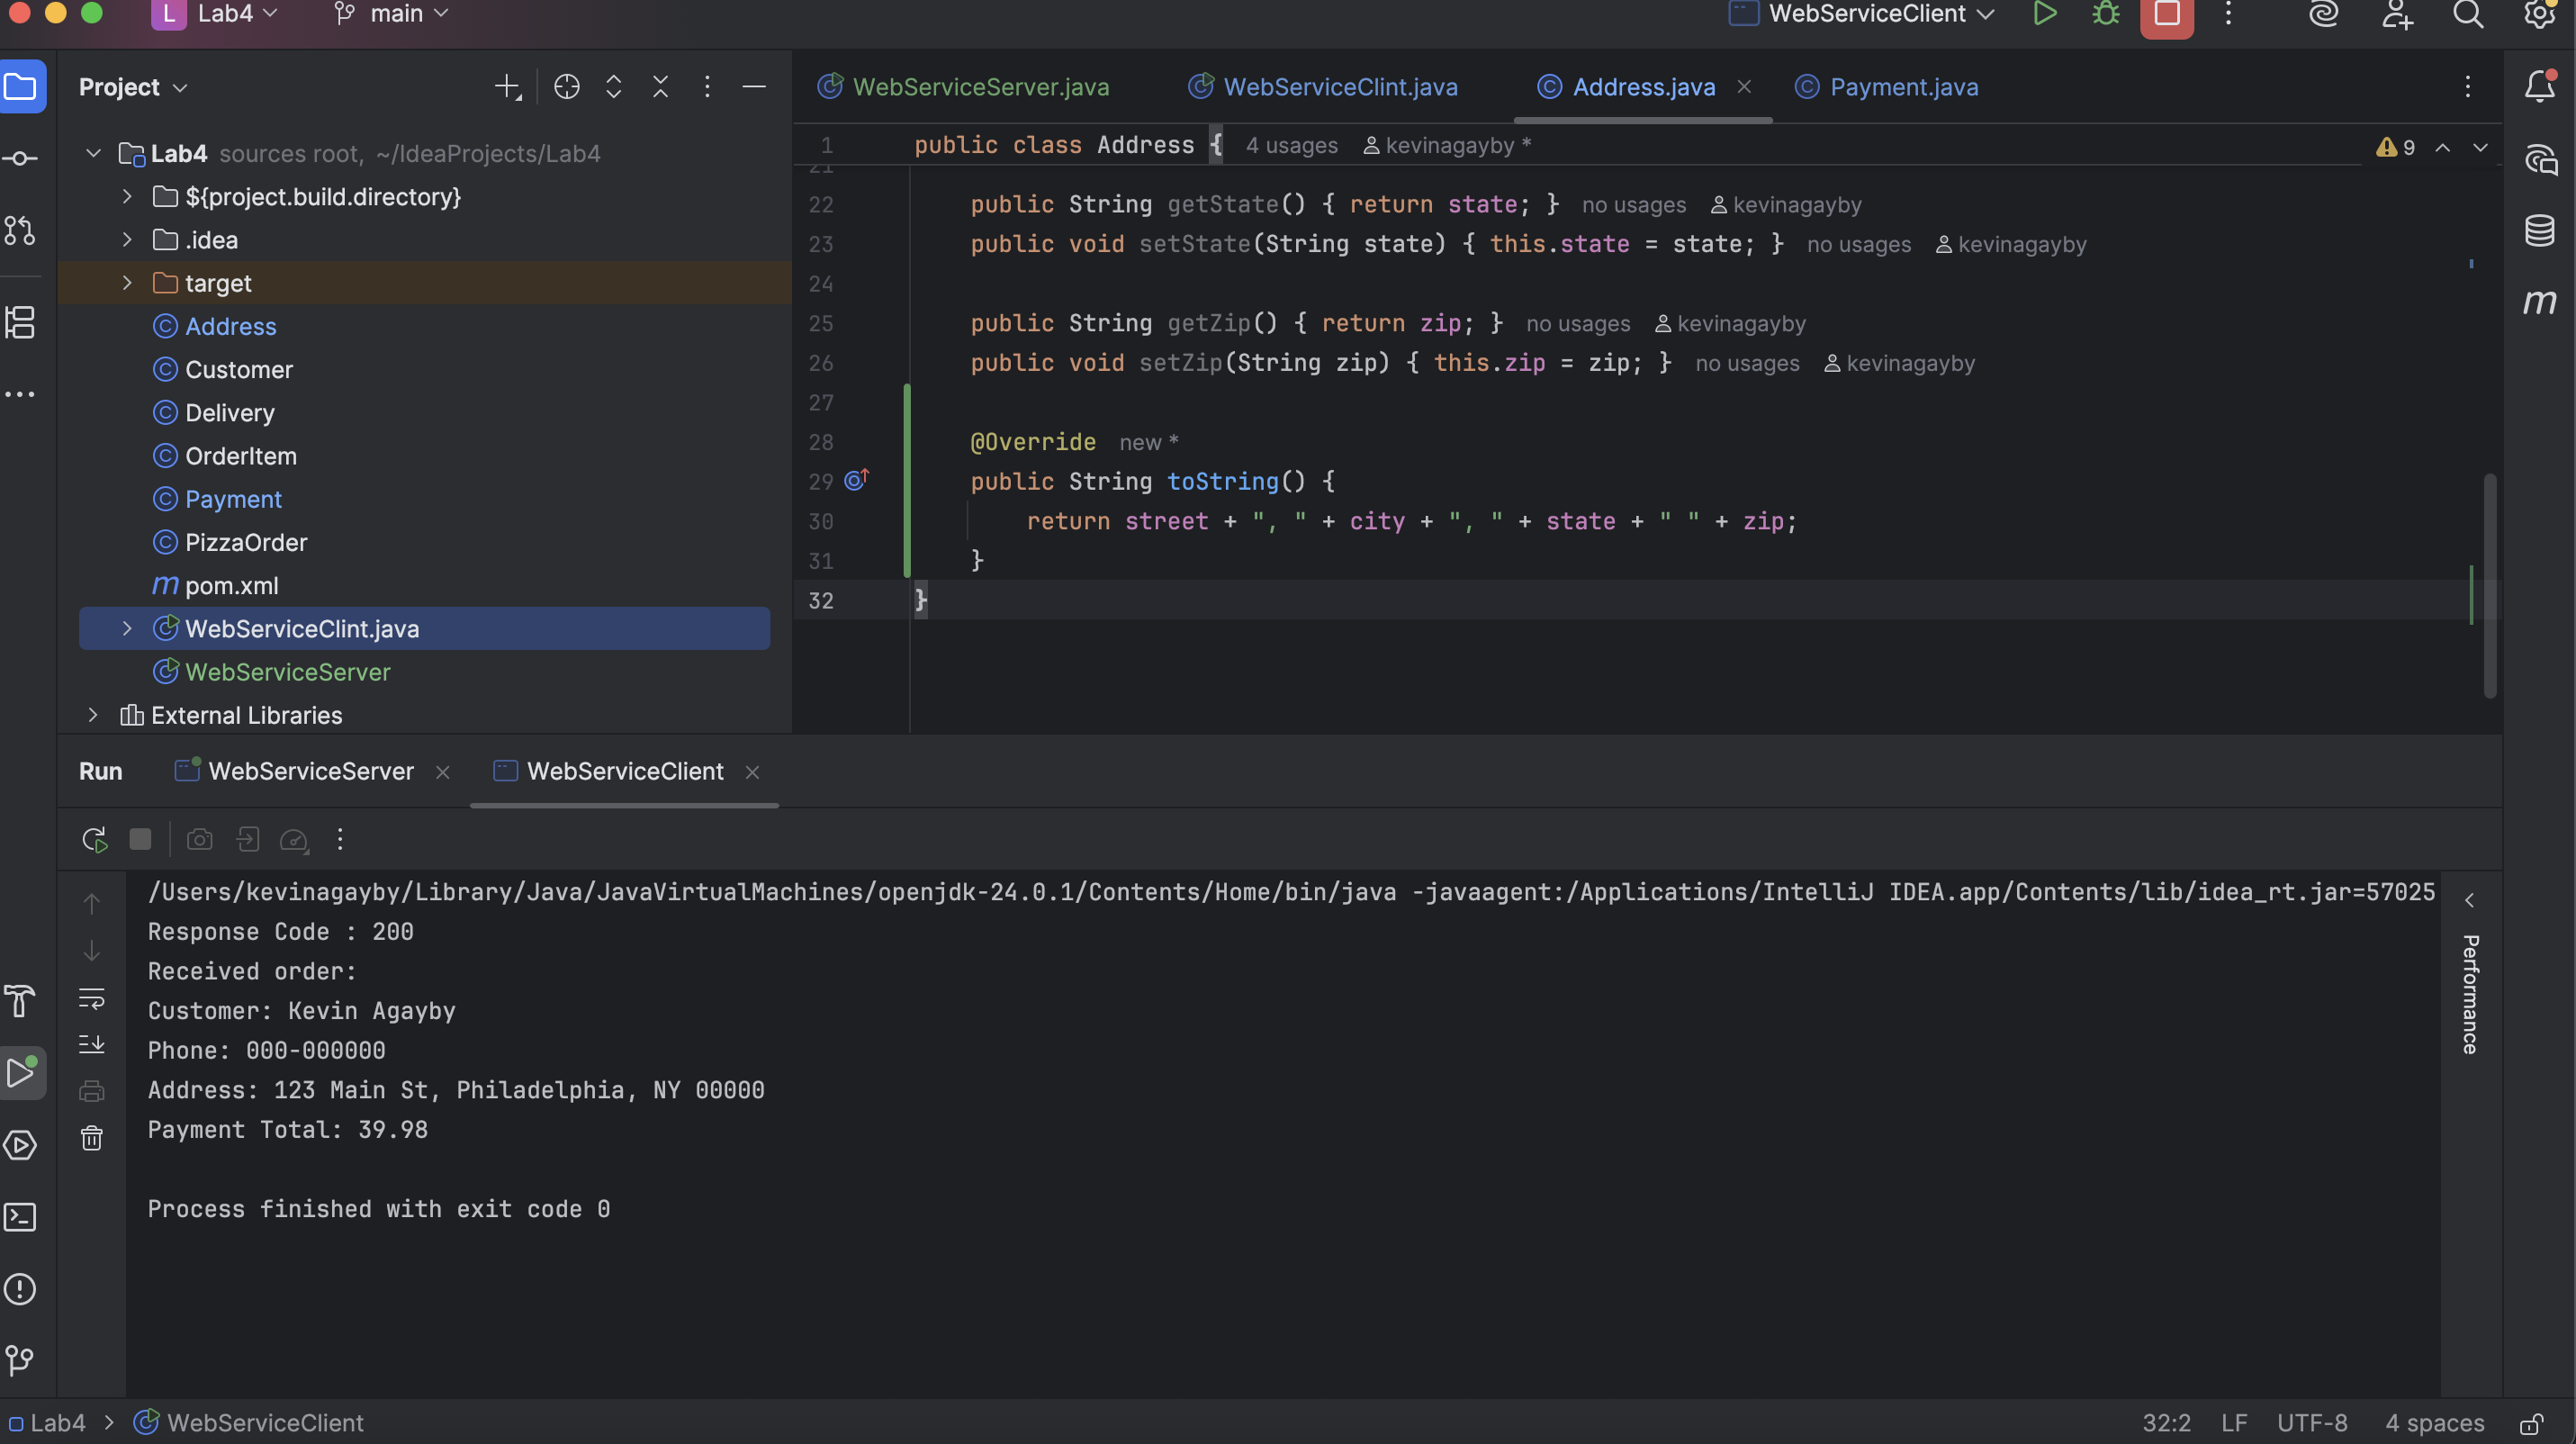 L Lab4 main WebServiceClient
Project
Lab4 sources root, ~/IdeaProjects/Lab4
${project.build.directory}
.idea
target
Address
Customer
Delivery
OrderItem
Payment
PizzaOrder
m pom.xml
WebServiceClint.java
WebServiceServer
External Libraries
WebServiceServer.java WebServiceClint.java Address.java Payment.java
1 public class Address { 4 usages kevinagayby * 9
21
22 public String getState() { return state; } no usages kevinagayby
23 public void setState(String state) { this.state = state; } no usages kevinagayby
24
25 public String getZip() { return zip; } no usages kevinagayby
26 public void setZip(String zip) { this.zip = zip; } no usages kevinagayby
27
28 @Override new *
29 public String toString() {
30 return street + ", " + city + ", " + state + " " + zip;
31 }
32 }
m
Run WebServiceServer WebServiceClient
/Users/kevinagayby/Library/Java/JavaVirtualMachines/openjdk-24.0.1/Contents/Home/bin/java -javaagent:/Applications/IntelliJ IDEA.app/Contents/lib/idea_rt.jar=57025
Response Code : 200
Received order:
Customer: Kevin Agayby
Phone: 000-000000
Address: 123 Main St, Philadelphia, NY 00000
Payment Total: 39.98
Process finished with exit code 0
Performance
Lab4 > WebServiceClient 32:2 LF UTF-8 4 spaces